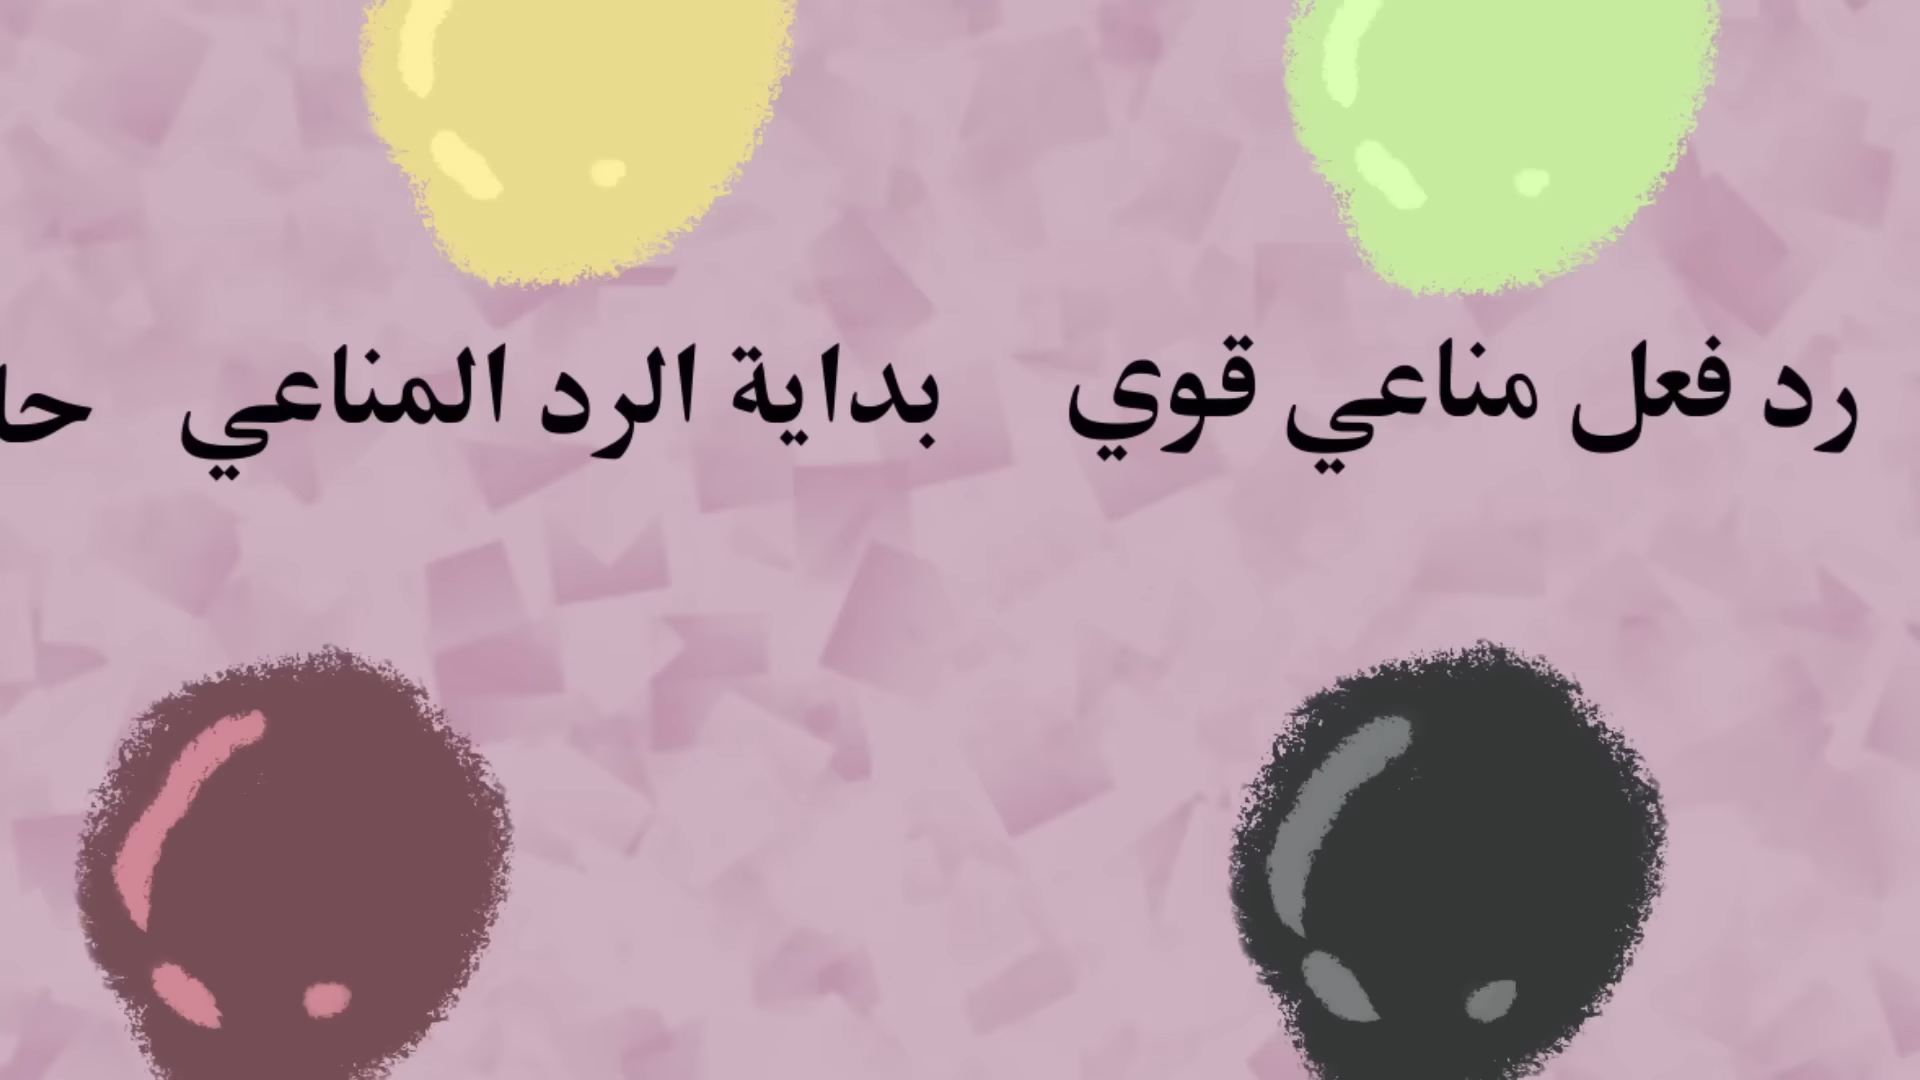 رد فعل مناعي قوي
بداية الرد المناعي